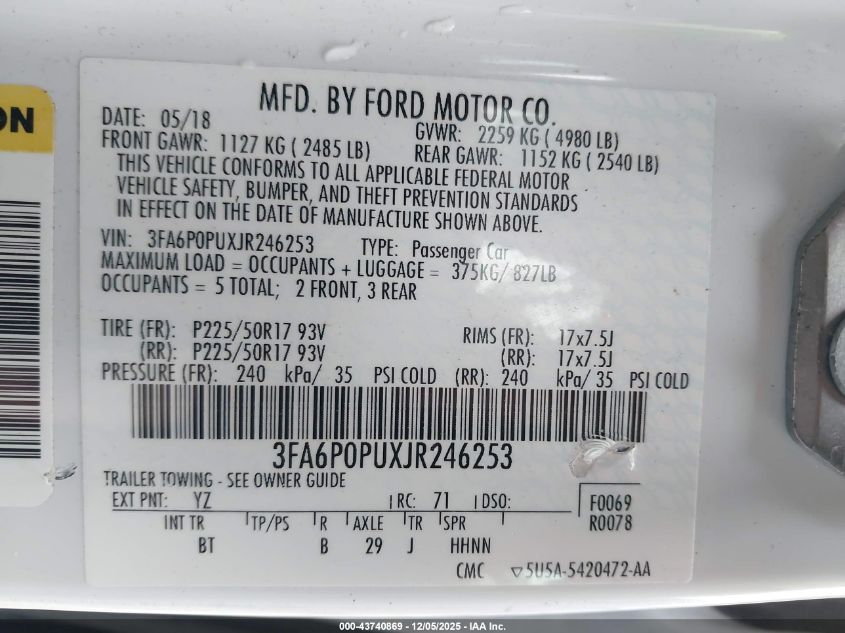 ON
MFD. BY FORD MOTOR CO.
DATE: 05/18 GVWR: 2259 KG ( 4980 LB)
FRONT GAWR: 1127 KG ( 2485 LB) REAR GAWR: 1152 KG ( 2540 LB)
THIS VEHICLE CONFORMS TO ALL APPLICABLE FEDERAL MOTOR
VEHICLE SAFETY, BUMPER, AND THEFT PREVENTION STANDARDS
IN EFFECT ON THE DATE OF MANUFACTURE SHOWN ABOVE.
VIN: 3FA6P0PUXJR246253 TYPE: Passenger Car
MAXIMUM LOAD = OCCUPANTS + LUGGAGE = 375KG/ 827LB
OCCUPANTS = 5 TOTAL; 2 FRONT, 3 REAR
TIRE (FR): P225/50R17 93V RIMS (FR): 17x7.5J
(RR): P225/50R17 93V (RR): 17x7.5J
PRESSURE (FR): 240 kPa/ 35 PSI COLD (RR): 240 kPa/ 35 PSI COLD
3FA6P0PUXJR246253
TRAILER TOWING - SEE OWNER GUIDE
EXT PNT: YZ RC: 71 DSO: F0069
R0078
INT TR TP/PS R AXLE TR SPR
BT B 29 J HHNN
CMC ▽5U5A-5420472-AA
000-43740869 - 12/05/2025 - IAA Inc.